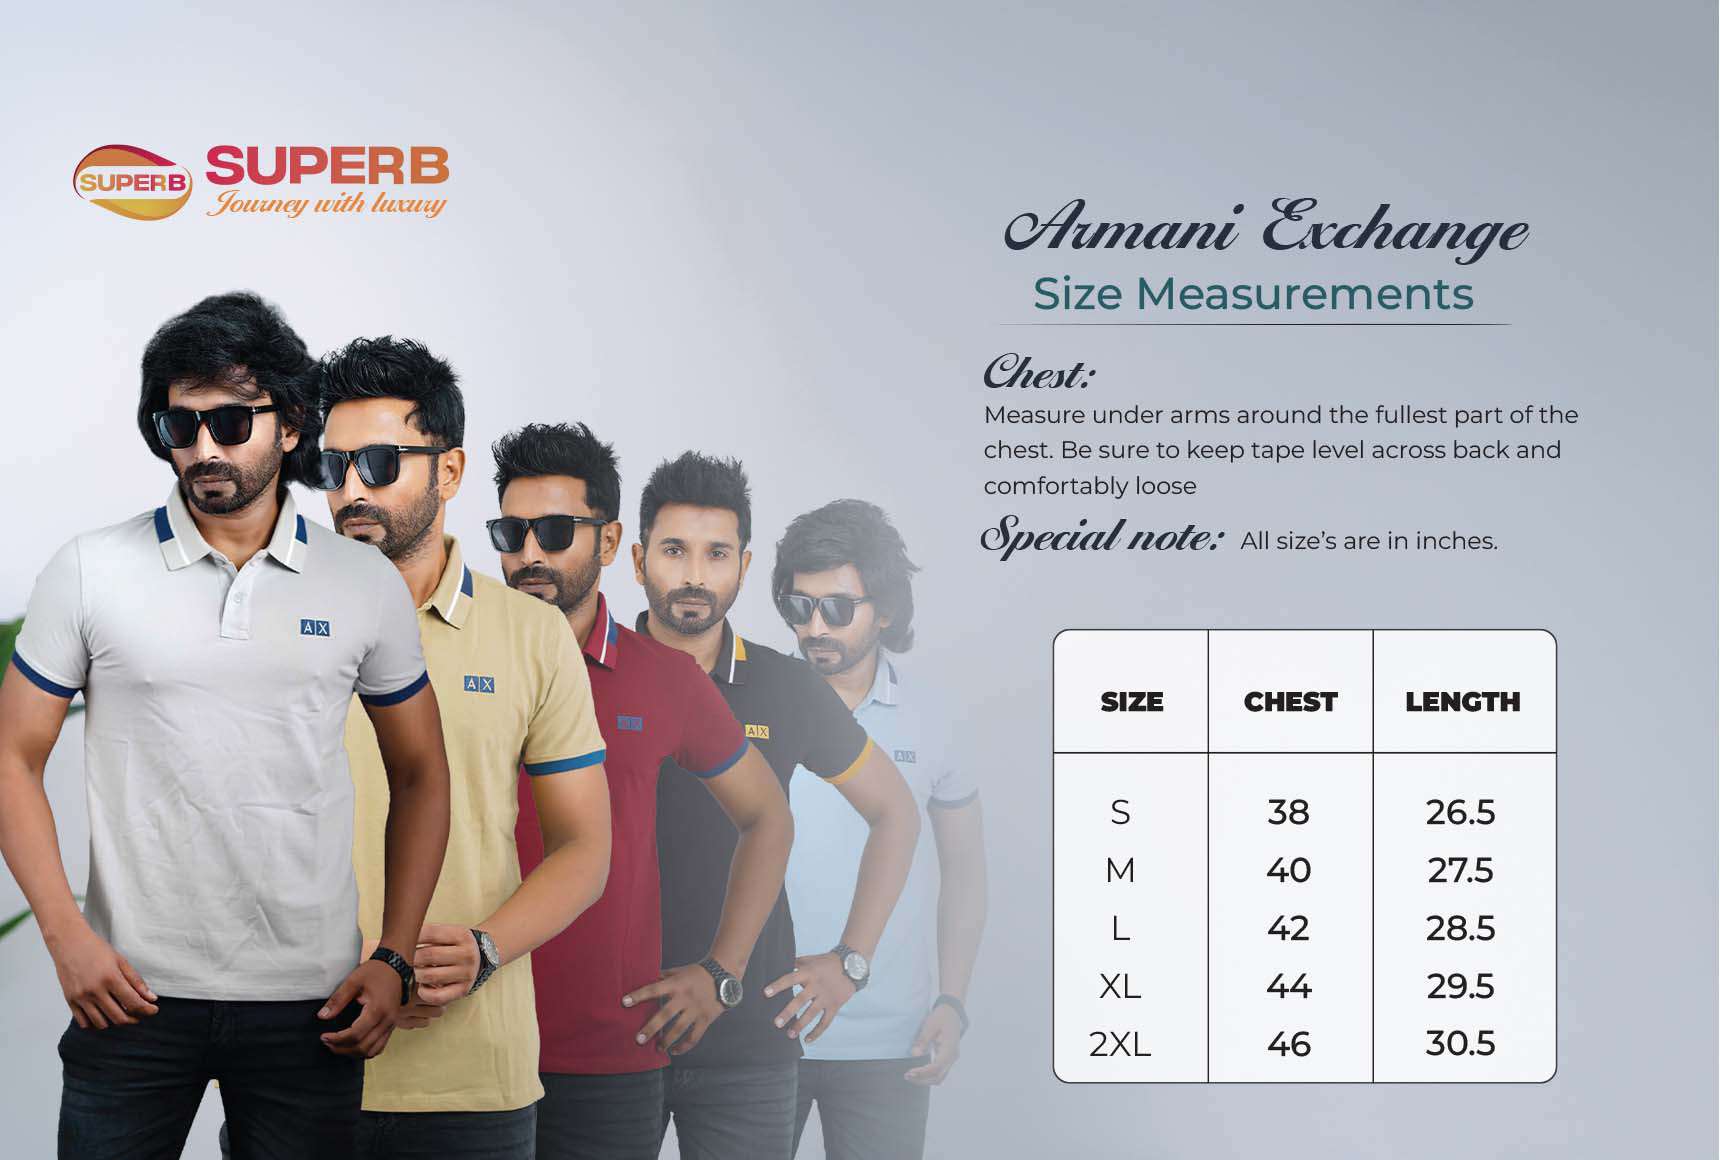 SUPERB
SUPERB
Journey with luxury
Armani Exchange
Size Measurements
Chest:
Measure under arms around the fullest part of the
chest. Be sure to keep tape level across back and
comfortably loose
Special note: All size's are in inches.
SIZE CHEST LENGTH
S 38 26.5
M 40 27.5
L 42 28.5
XL 44 29.5
2XL 46 30.5
AX
AX
AX
AX
AX